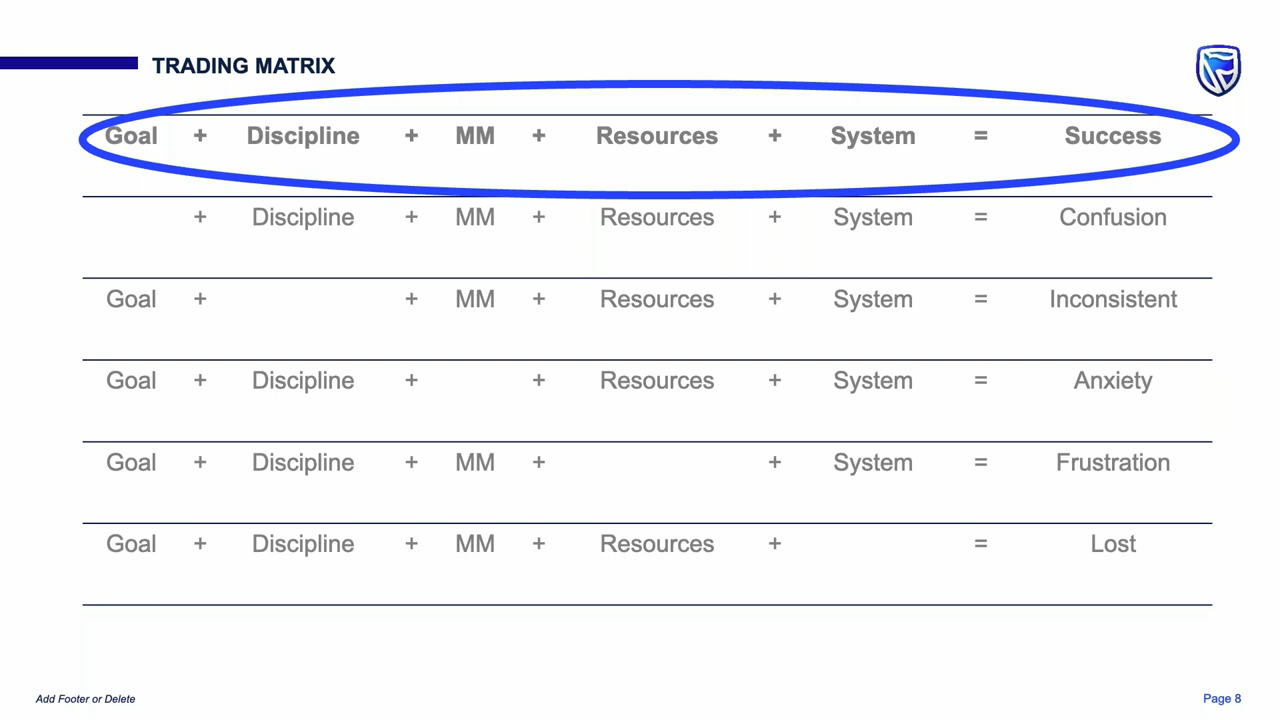 TRADING MATRIX
Goal + Discipline + MM + Resources + System = Success
+ Discipline + MM + Resources + System = Confusion
Goal + + MM + Resources + System = Inconsistent
Goal + Discipline + + Resources + System = Anxiety
Goal + Discipline + MM + + System = Frustration
Goal + Discipline + MM + Resources + = Lost
Add Footer or Delete
Page 8